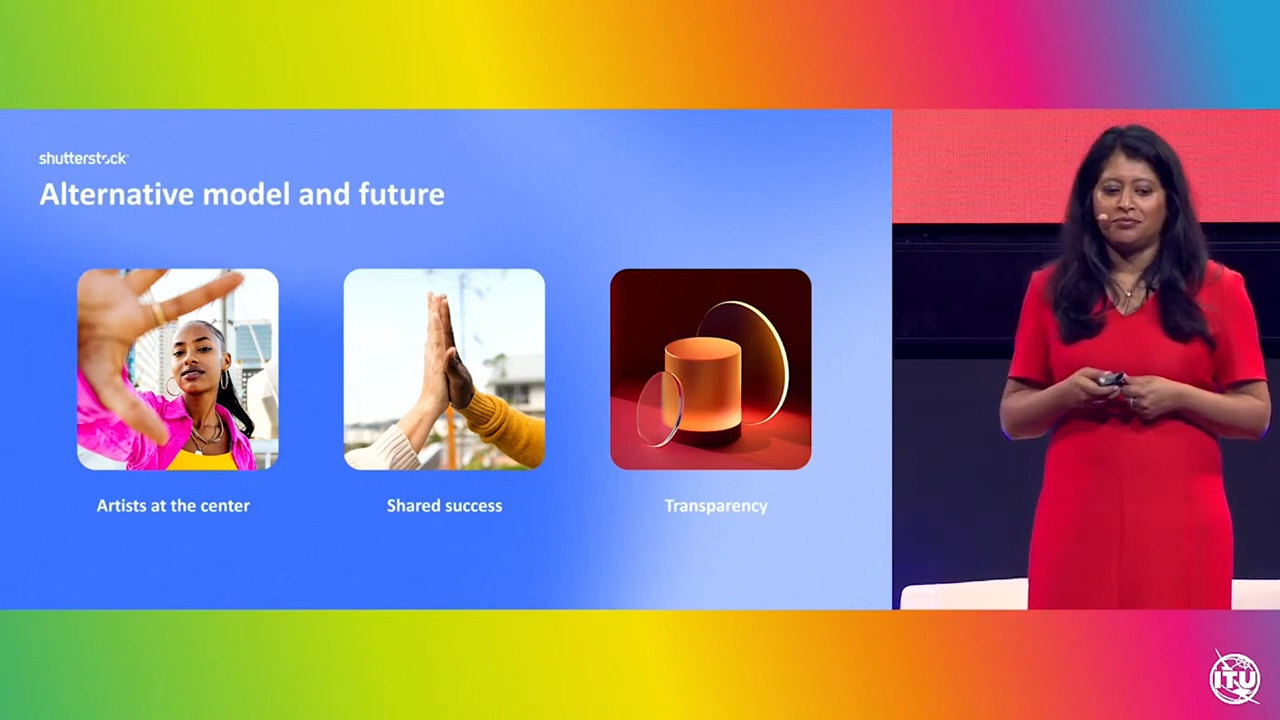 shutterstock
Alternative model and future
Artists at the center
Shared success
Transparency
ITU